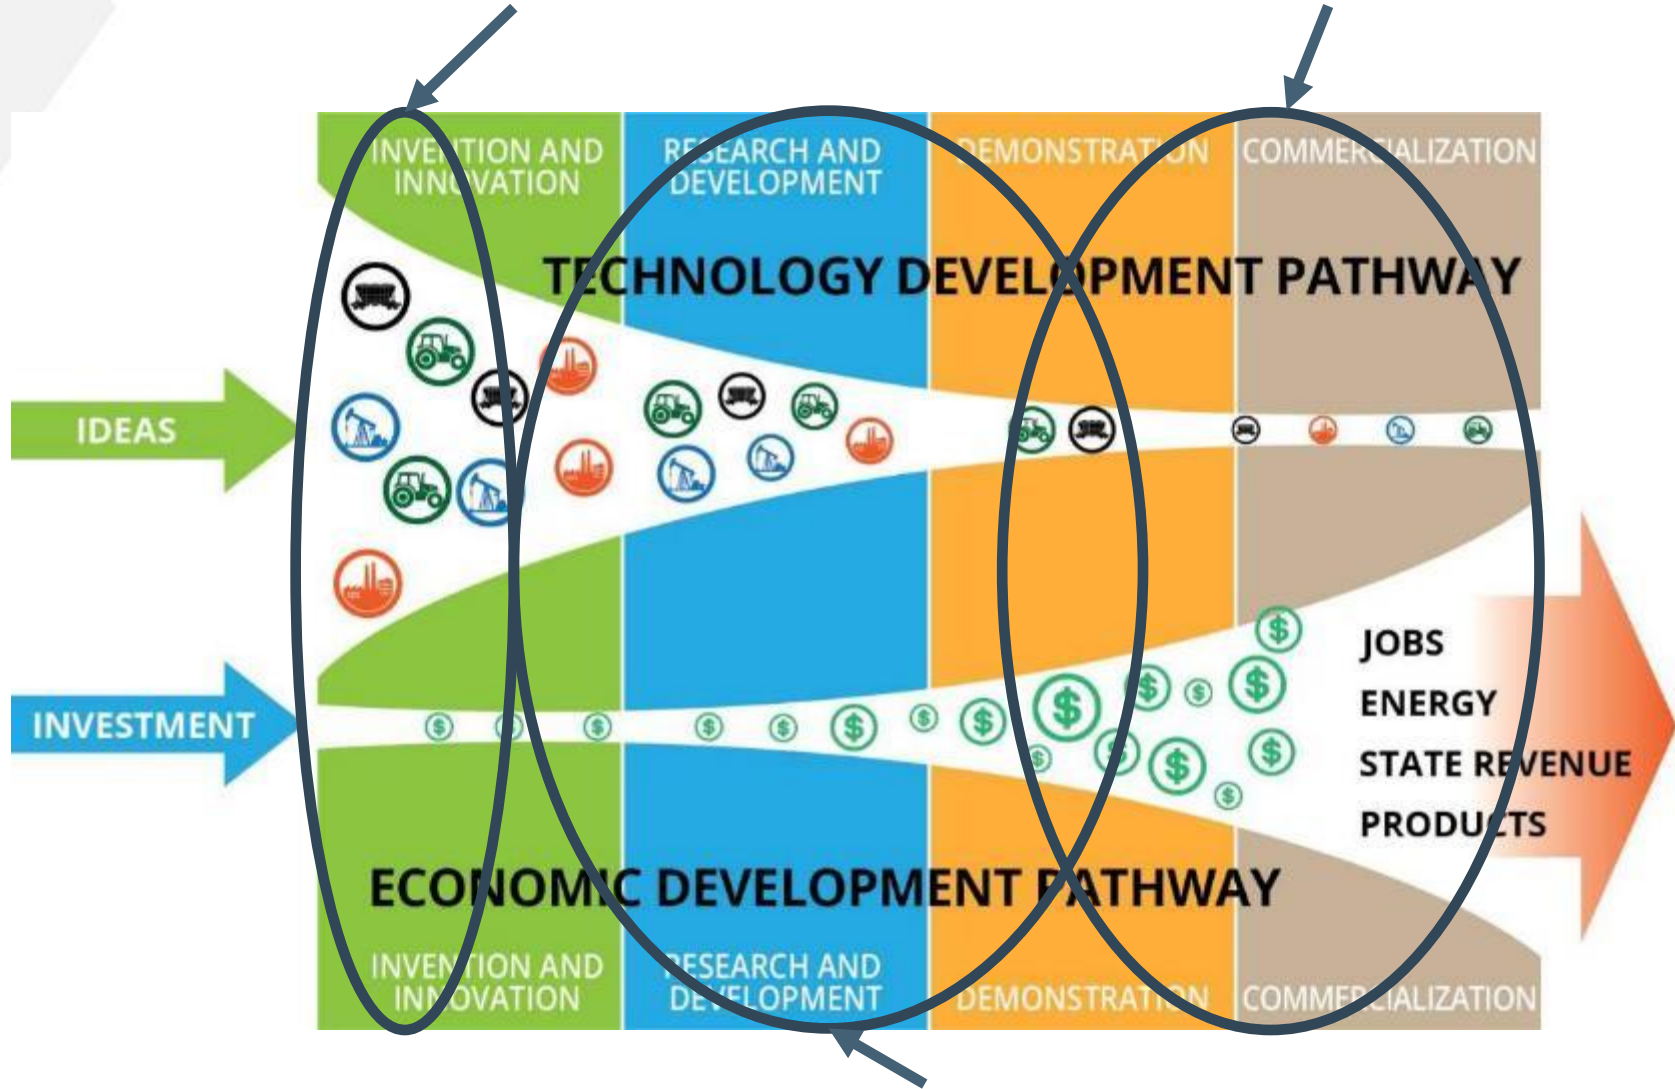 INVENTION AND
INNOVATION
RESEARCH AND
DEVELOPMENT
DEMONSTRATION
COMMERCIALIZATION
TECHNOLOGY DEVELOPMENT PATHWAY
IDEAS
INVESTMENT
$ $ $ $ $ $ $ $ $ $ $ $ $ $ $ $ $ $
JOBS
ENERGY
STATE REVENUE
PRODUCTS
ECONOMIC DEVELOPMENT PATHWAY
INVENTION AND
INNOVATION
RESEARCH AND
DEVELOPMENT
DEMONSTRATION
COMMERCIALIZATION